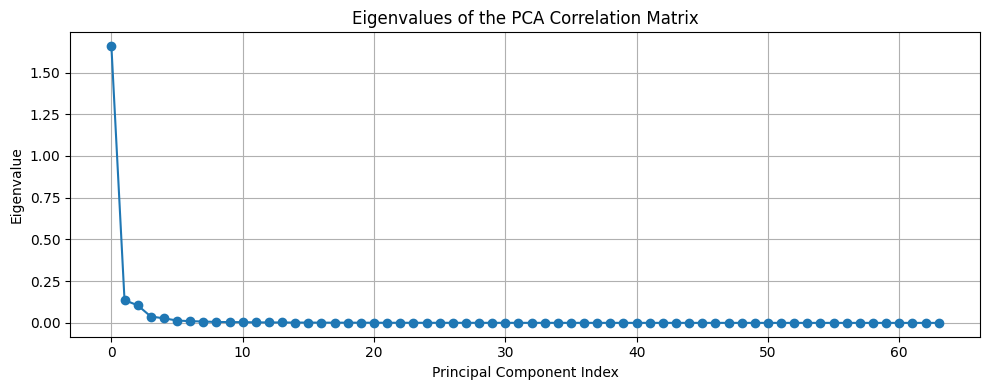 Eigenvalues of the PCA Correlation Matrix
Eigenvalue
1.50
1.25
1.00
0.75
0.50
0.25
0.00
0 10 20 30 40 50 60
Principal Component Index